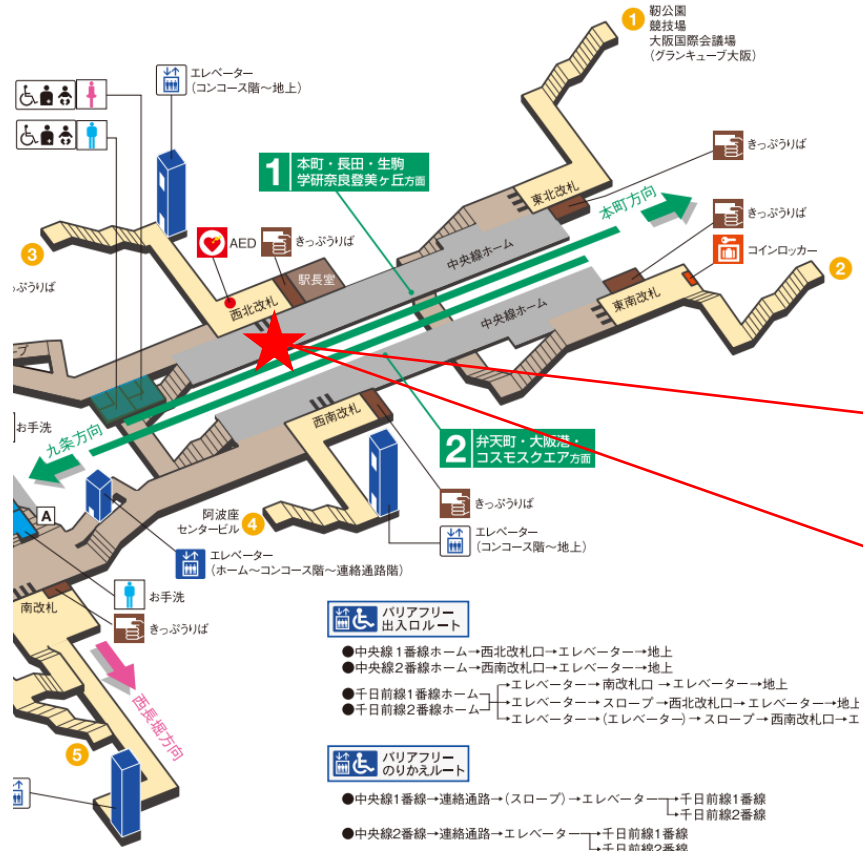 1
靭公園
競技場
大阪国際会議場
(グランキューブ大阪)
エレベーター
(コンコース階～地上)
きっぷうりば
1
本町・長田・生駒
学研奈良登美ヶ丘方面
東北改札
本町方向
きっぷうりば
3
AED
きっぷうりば
中央線ホーム
コインロッカー
っぷうりば
駅長室
2
西北改札
東南改札
中央線ホーム
お手洗
西南改札
九条方向
2
弁天町・大阪港・
コスモスクエア方面
A
阿波座
センタービル
4
きっぷうりば
エレベーター
(コンコース階～地上)
エレベーター
(ホーム～コンコース階～連絡通路階)
お手洗
南改札
きっぷうりば
西長堀方向
5
バリアフリー
出入口ルート
●中央線1番線ホーム→西北改札口→エレベーター→地上
●中央線2番線ホーム→西南改札口→エレベーター→地上
●千日前線1番線ホーム
●千日前線2番線ホーム
→エレベーター→南改札口→エレベーター→地上
→エレベーター→スロープ→西北改札口→エレベーター→地上
→エレベーター→(エレベーター)→スロープ→西南改札口→エ
バリアフリー
のりかえルート
●中央線1番線→連絡通路→(スロープ)→エレベーター→千日前線1番線
→千日前線2番線
●中央線2番線→連絡通路→エレベーター→千日前線1番線
→千日前線2番線